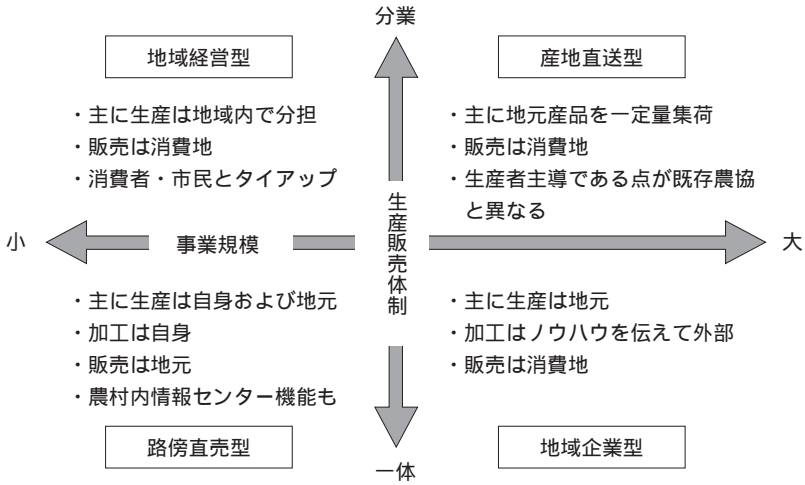 分業
地域経営型
産地直送型
・主に生産は地域内で分担
・販売は消費地
・消費者・市民とタイアップ
・主に地元産品を一定量集荷
・販売は消費地
・生産者主導である点が既存農協
と異なる
小
事業規模
生産販売体制
大
・主に生産は自身および地元
・加工は自身
・販売は地元
・農村内情報センター機能も
・主に生産は地元
・加工はノウハウを伝えて外部
・販売は消費地
路傍直売型
地域企業型
一体